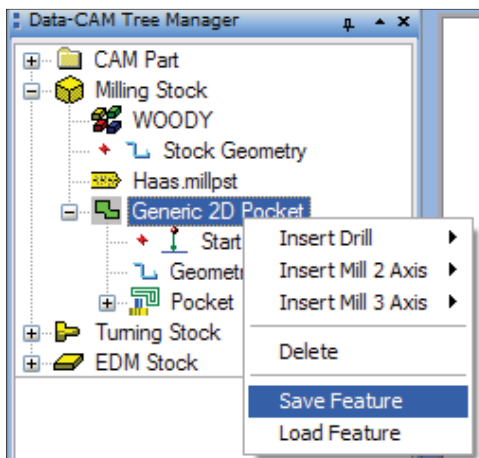 Data-CAM Tree Manager
CAM Part
Milling Stock
WOODY
Stock Geometry
Haas.millpst
Generic 2D Pocket
Start
Geometr
Pocket
Turning Stock
EDM Stock
Insert Drill
Insert Mill 2 Axis
Insert Mill 3 Axis
Delete
Save Feature
Load Feature